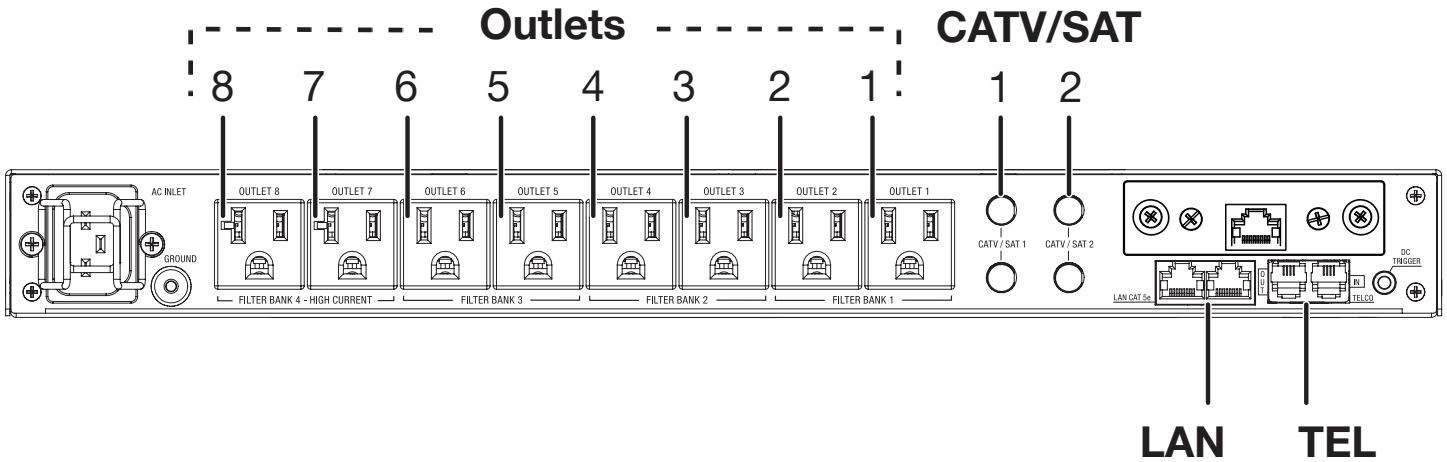 Outlets
CATV/SAT
8 7 6 5 4 3 2 1 1 2
AC INLET
OUTLET 8 OUTLET 7 OUTLET 6 OUTLET 5 OUTLET 4 OUTLET 3 OUTLET 2 OUTLET 1
CATV / SAT 1 CATV / SAT 2
GROUND
DC
TRIGGER
FILTER BANK 4 - HIGH CURRENT FILTER BANK 3 FILTER BANK 2 FILTER BANK 1
LAN CAT 5e
OUT
IN
TELCO
LAN TEL